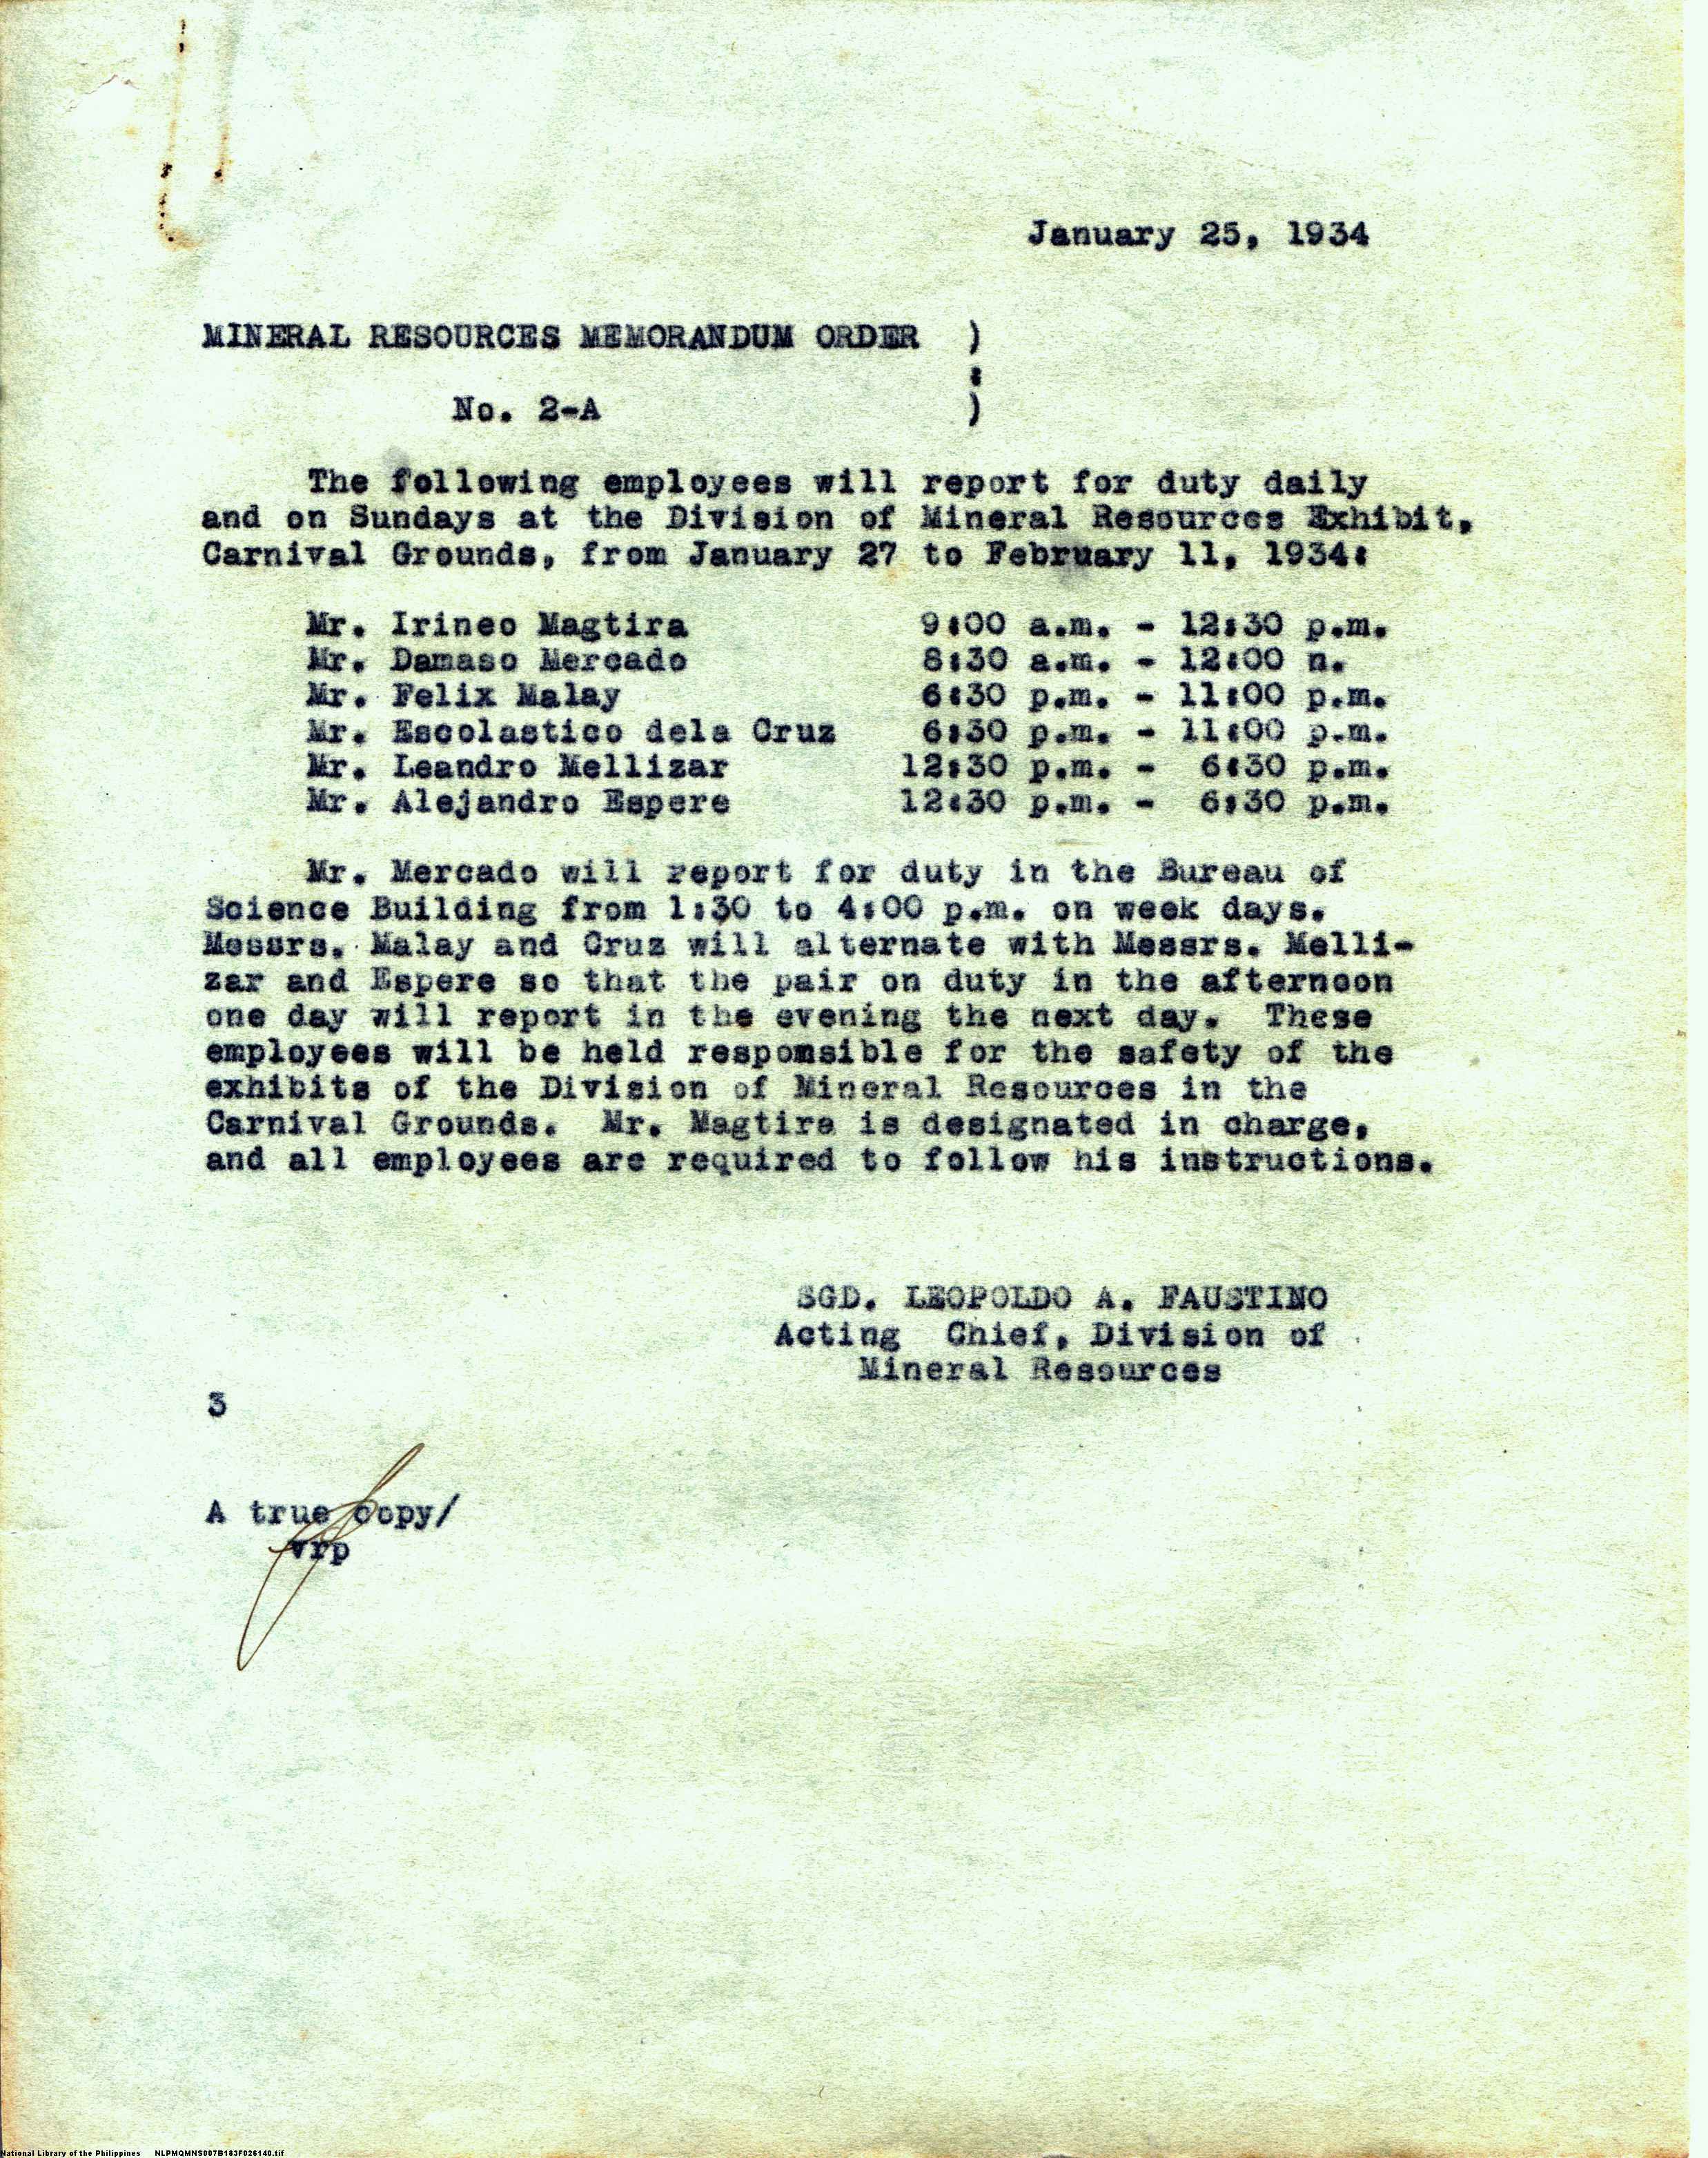 January 25, 1934
MINERAL RESOURCES MEMORANDUM ORDER )
:
No. 2-A )
The following employees will report for duty daily
and on Sundays at the Division of Mineral Resources Exhibit,
Carnival Grounds, from January 27 to February 11, 1934:
Mr. Irineo Magtira 9:00 a.m. - 12:30 p.m.
Mr. Damaso Mercado 8:30 a.m. - 12:00 n.
Mr. Felix Malay 6:30 p.m. - 11:00 p.m.
Mr. Escolastico dela Cruz 6:30 p.m. - 11:00 p.m.
Mr. Leandro Mellizar 12:30 p.m. - 6:30 p.m.
Mr. Alejandro Espere 12:30 p.m. - 6:30 p.m.
Mr. Mercado will report for duty in the Bureau of
Science Building from 1:30 to 4:00 p.m. on week days.
Messrs. Malay and Cruz will alternate with Messrs. Melli-
zar and Espere so that the pair on duty in the afternoon
one day will report in the evening the next day. These
employees will be held responsible for the safety of the
exhibits of the Division of Mineral Resources in the
Carnival Grounds. Mr. Magtira is designated in charge,
and all employees are required to follow his instructions.
SGD. LEOPOLDO A. FAUSTINO
Acting Chief, Division of
Mineral Resources
3
A true copy/
vrp
National Library of the Philippines NLPMQMNS007B183F026140.tif